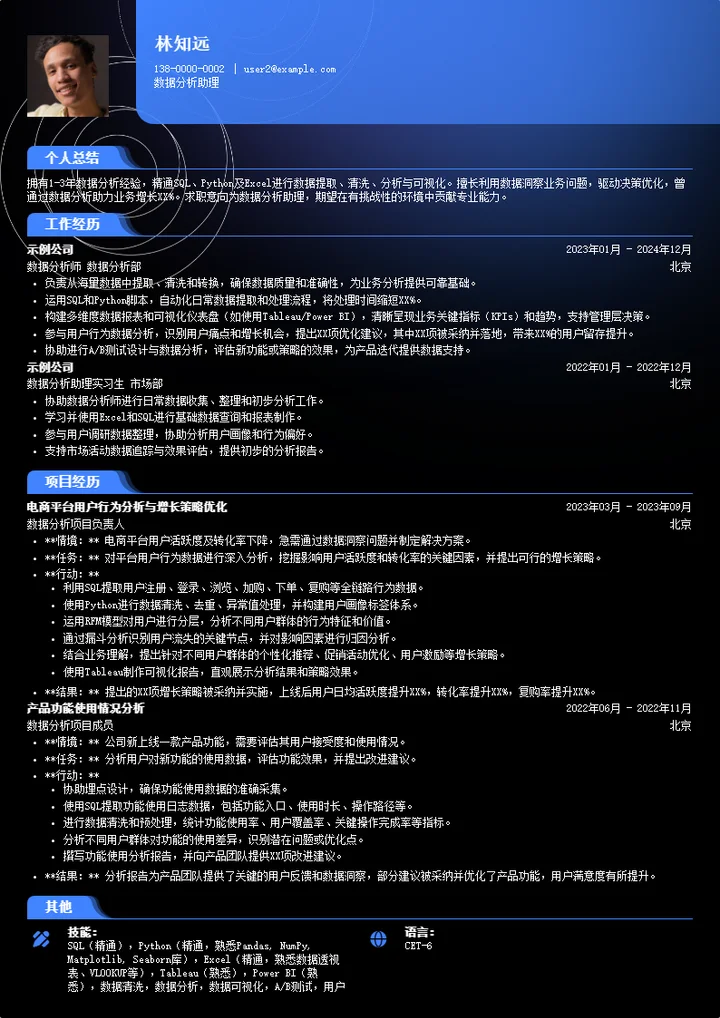 林知远
138-0000-0002 | user2@example.com
数据分析助理
个人总结
拥有1-3年数据分析经验，精通SQL、Python及Excel进行数据提取、清洗、分析与可视化。擅长利用数据洞察业务问题，驱动决策优化，曾
通过数据分析助力业务增长XX%。求职意向为数据分析助理，期望在有挑战性的环境中贡献专业能力。
工作经历
示例公司 2023年01月 - 2024年12月
数据分析师 数据分析部 北京
• 负责从海量数据中提取、清洗和转换，确保数据质量和准确性，为业务分析提供可靠基础。
• 运用SQL和Python脚本，自动化日常数据提取和处理流程，将处理时间缩短XX%。
• 构建多维度数据报表和可视化仪表盘（如使用Tableau/Power BI），清晰呈现业务关键指标（KPIs）和趋势，支持管理层决策。
• 参与用户行为数据分析，识别用户痛点和增长机会，提出XX项优化建议，其中XX项被采纳并落地，带来XX%的用户留存提升。
• 协助进行A/B测试设计与数据分析，评估新功能或策略的效果，为产品迭代提供数据支持。
示例公司 2022年01月 - 2022年12月
数据分析助理实习生 市场部 北京
• 协助数据分析师进行日常数据收集、整理和初步分析工作。
• 学习并使用Excel和SQL进行基础数据查询和报表制作。
• 参与用户调研数据整理，协助分析用户画像和行为偏好。
• 支持市场活动数据追踪与效果评估，提供初步的分析报告。
项目经历
电商平台用户行为分析与增长策略优化 2023年03月 - 2023年09月
数据分析项目负责人 北京
• **情境：** 电商平台用户活跃度及转化率下降，急需通过数据洞察问题并制定解决方案。
• **任务：** 对平台用户行为数据进行深入分析，挖掘影响用户活跃度和转化率的关键因素，并提出可行的增长策略。
• **行动：**
• 利用SQL提取用户注册、登录、浏览、加购、下单、复购等全链路行为数据。
• 使用Python进行数据清洗、去重、异常值处理，并构建用户画像标签体系。
• 运用RFM模型对用户进行分层，分析不同用户群体的行为特征和价值。
• 通过漏斗分析识别用户流失的关键节点，并对影响因素进行归因分析。
• 结合业务理解，提出针对不同用户群体的个性化推荐、促销活动优化、用户激励等增长策略。
• 使用Tableau制作可视化报告，直观展示分析结果和策略效果。
• **结果：** 提出的XX项增长策略被采纳并实施，上线后用户日均活跃度提升XX%，转化率提升XX%，复购率提升XX%。
产品功能使用情况分析 2022年06月 - 2022年11月
数据分析项目成员 北京
• **情境：** 公司新上线一款产品功能，需要评估其用户接受度和使用情况。
• **任务：** 分析用户对新功能的使用数据，评估功能效果，并提出改进建议。
• **行动：**
• 协助埋点设计，确保功能使用数据的准确采集。
• 使用SQL提取功能使用日志数据，包括功能入口、使用时长、操作路径等。
• 进行数据清洗和预处理，统计功能使用率、用户覆盖率、关键操作完成率等指标。
• 分析不同用户群体对功能的使用差异，识别潜在问题或优化点。
• 撰写功能使用分析报告，并向产品团队提供XX项改进建议。
• **结果：** 分析报告为产品团队提供了关键的用户反馈和数据洞察，部分建议被采纳并优化了产品功能，用户满意度有所提升。
其他
技能：
SQL（精通），Python（精通，熟悉Pandas, NumPy,
Matplotlib, Seaborn库），Excel（精通，熟悉数据透视
表、VLOOKUP等），Tableau（熟悉），Power BI（熟
悉），数据清洗，数据分析，数据可视化，A/B测试，用户
语言：
CET-6